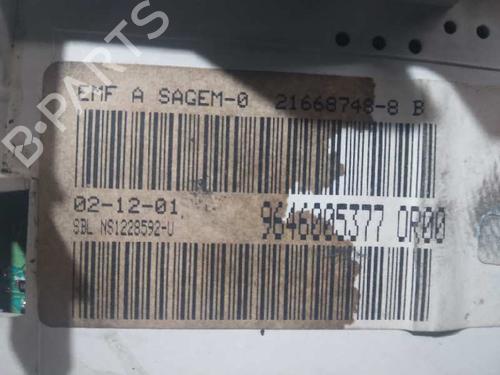 B-PARTS
EMF A SAGEM-0 21668748-8 B
02-12-01
9646005377 0R00
SBL NS1228592-U